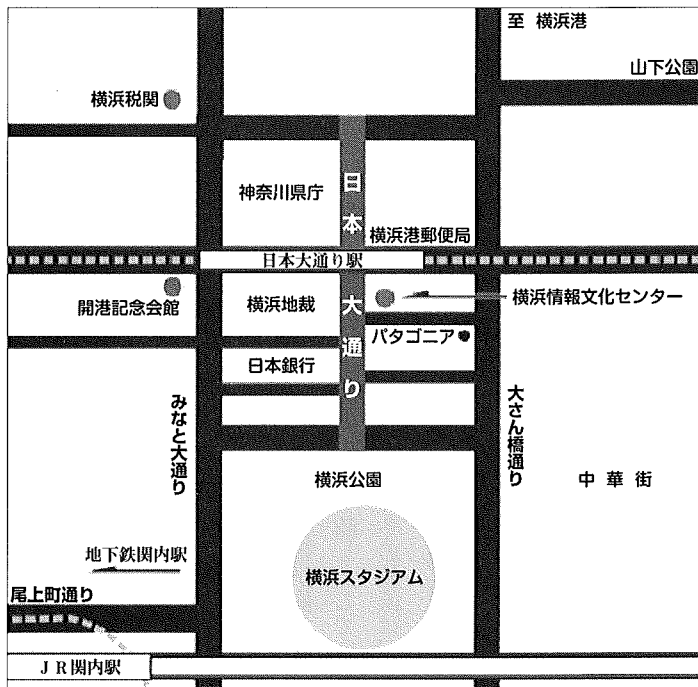 至 横浜港
山下公園
横浜税関
神奈川県庁
日本大通り
横浜港郵便局
日本大通り駅
開港記念会館
横浜地裁
横浜情報文化センター
パタゴニア
日本銀行
みなと大通り
大さん橋通り
横浜公園
中華街
地下鉄関内駅
横浜スタジアム
尾上町通り
JR関内駅